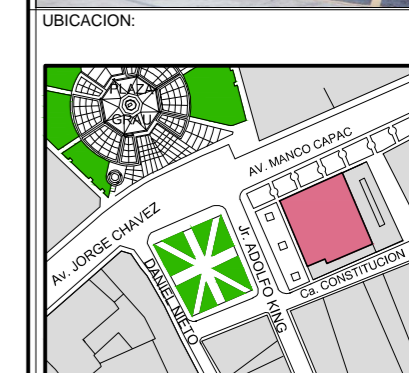 UBICACION:
PLAZA
GRAU
AV. MANCO CAPAC
Av. JORGE CHAVEZ
Jr. ADOLFO KING
DANIEL NIETO
Ca. CONSTITUCION